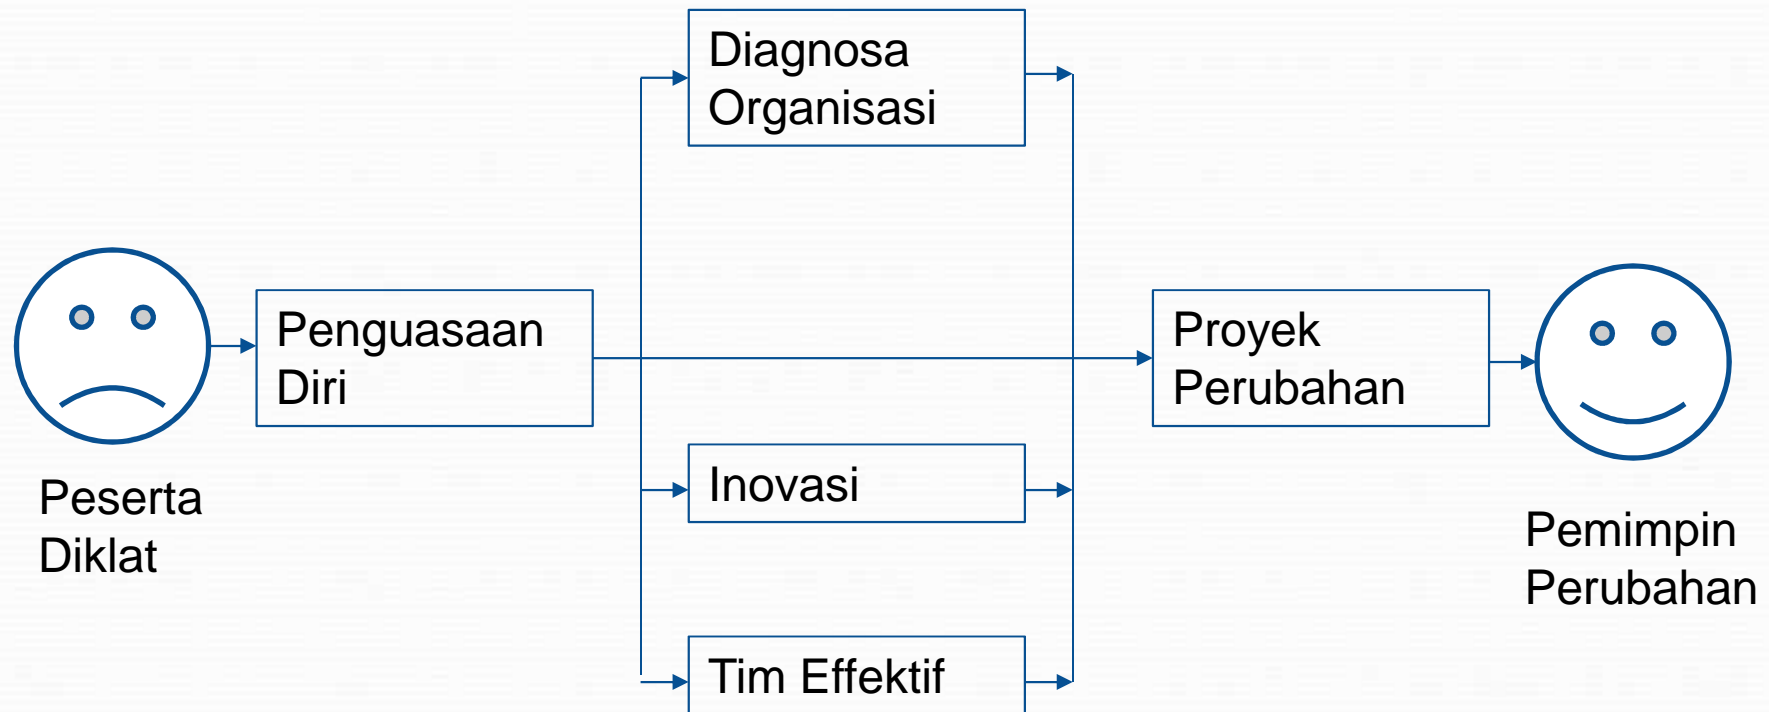 Diagnosa
Organisasi
Penguasaan
Diri
Proyek
Perubahan
Inovasi
Peserta
Diklat
Pemimpin
Perubahan
Tim Effektif